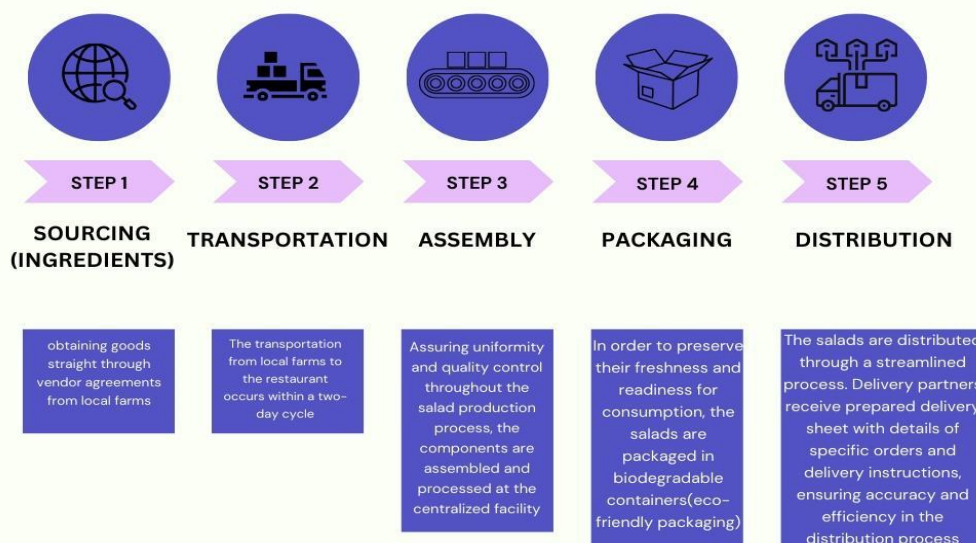 STEP 1
STEP 2
STEP 3
STEP 4
STEP 5
SOURCING
(INGREDIENTS)
TRANSPORTATION
ASSEMBLY
PACKAGING
DISTRIBUTION
obtaining goods
straight through
vendor agreements
from local farms
The transportation
from local farms to
the restaurant
occurs within a two-
day cycle
Assuring uniformity
and quality control
throughout the
salad production
process, the
components are
assembled and
processed at the
centralized facility
In order to preserve
their freshness and
readiness for
consumption, the
salads are
packaged in
biodegradable
containers(eco-
friendly packaging)
The salads are distributed
through a streamlined
process. Delivery partners
receive prepared delivery
sheet with details of
specific orders and
delivery instructions,
ensuring accuracy and
efficiency in the
distribution process